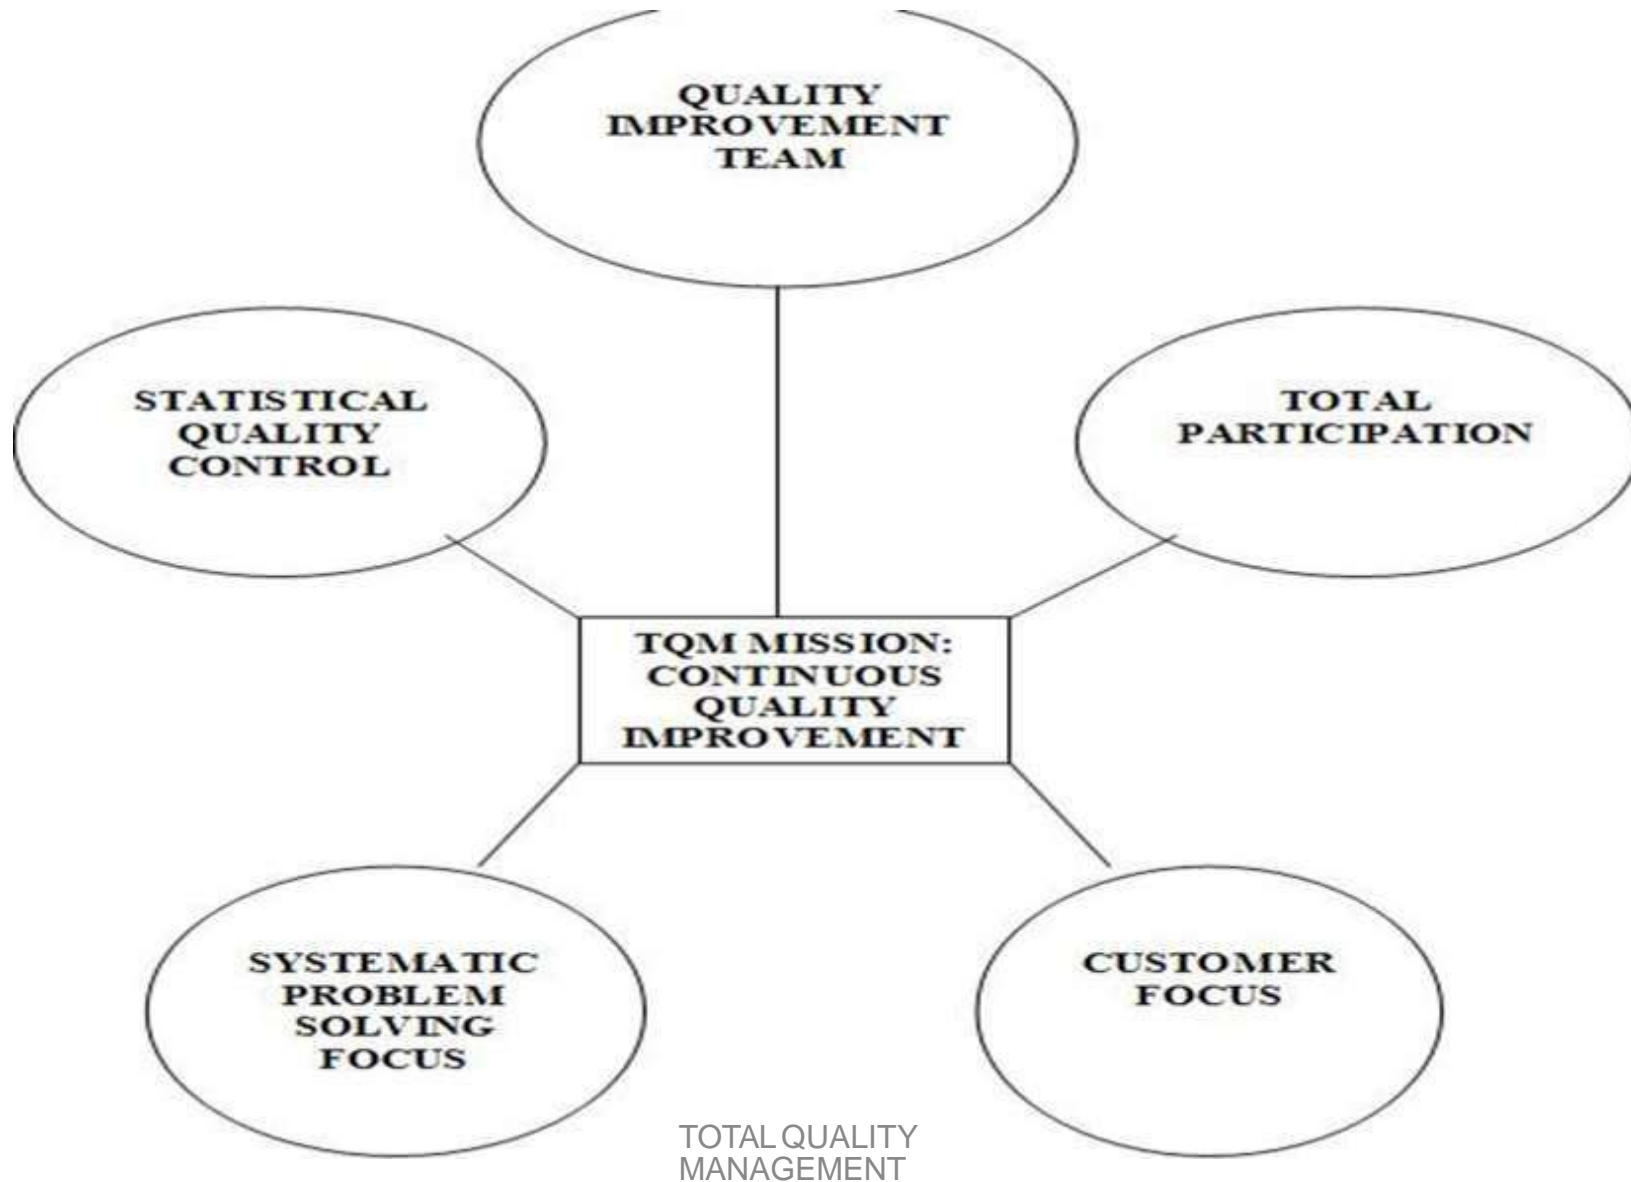 QUALITY
IMPROVEMENT
TEAM
STATISTICAL
QUALITY
CONTROL
TOTAL
PARTICIPATION
TQM MISSION:
CONTINUOUS
QUALITY
IMPROVEMENT
SYSTEMATIC
PROBLEM
SOLVING
FOCUS
CUSTOMER
FOCUS
TOTAL QUALITY
MANAGEMENT